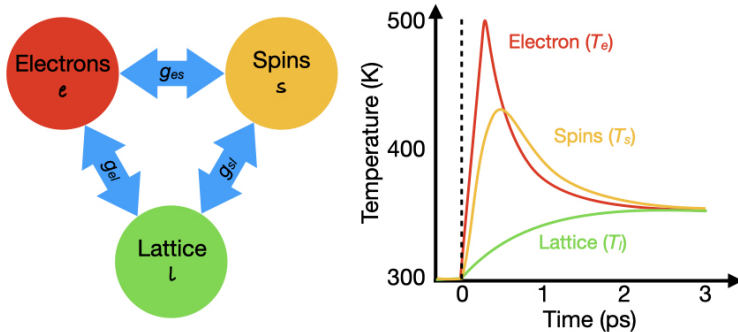 Electrons
e
g_es
Spins
s
g_el
g_sl
Lattice
l
Temperature (K)
500
400
300
Electron (T_e)
Spins (T_s)
Lattice (T_l)
0
1
2
3
Time (ps)